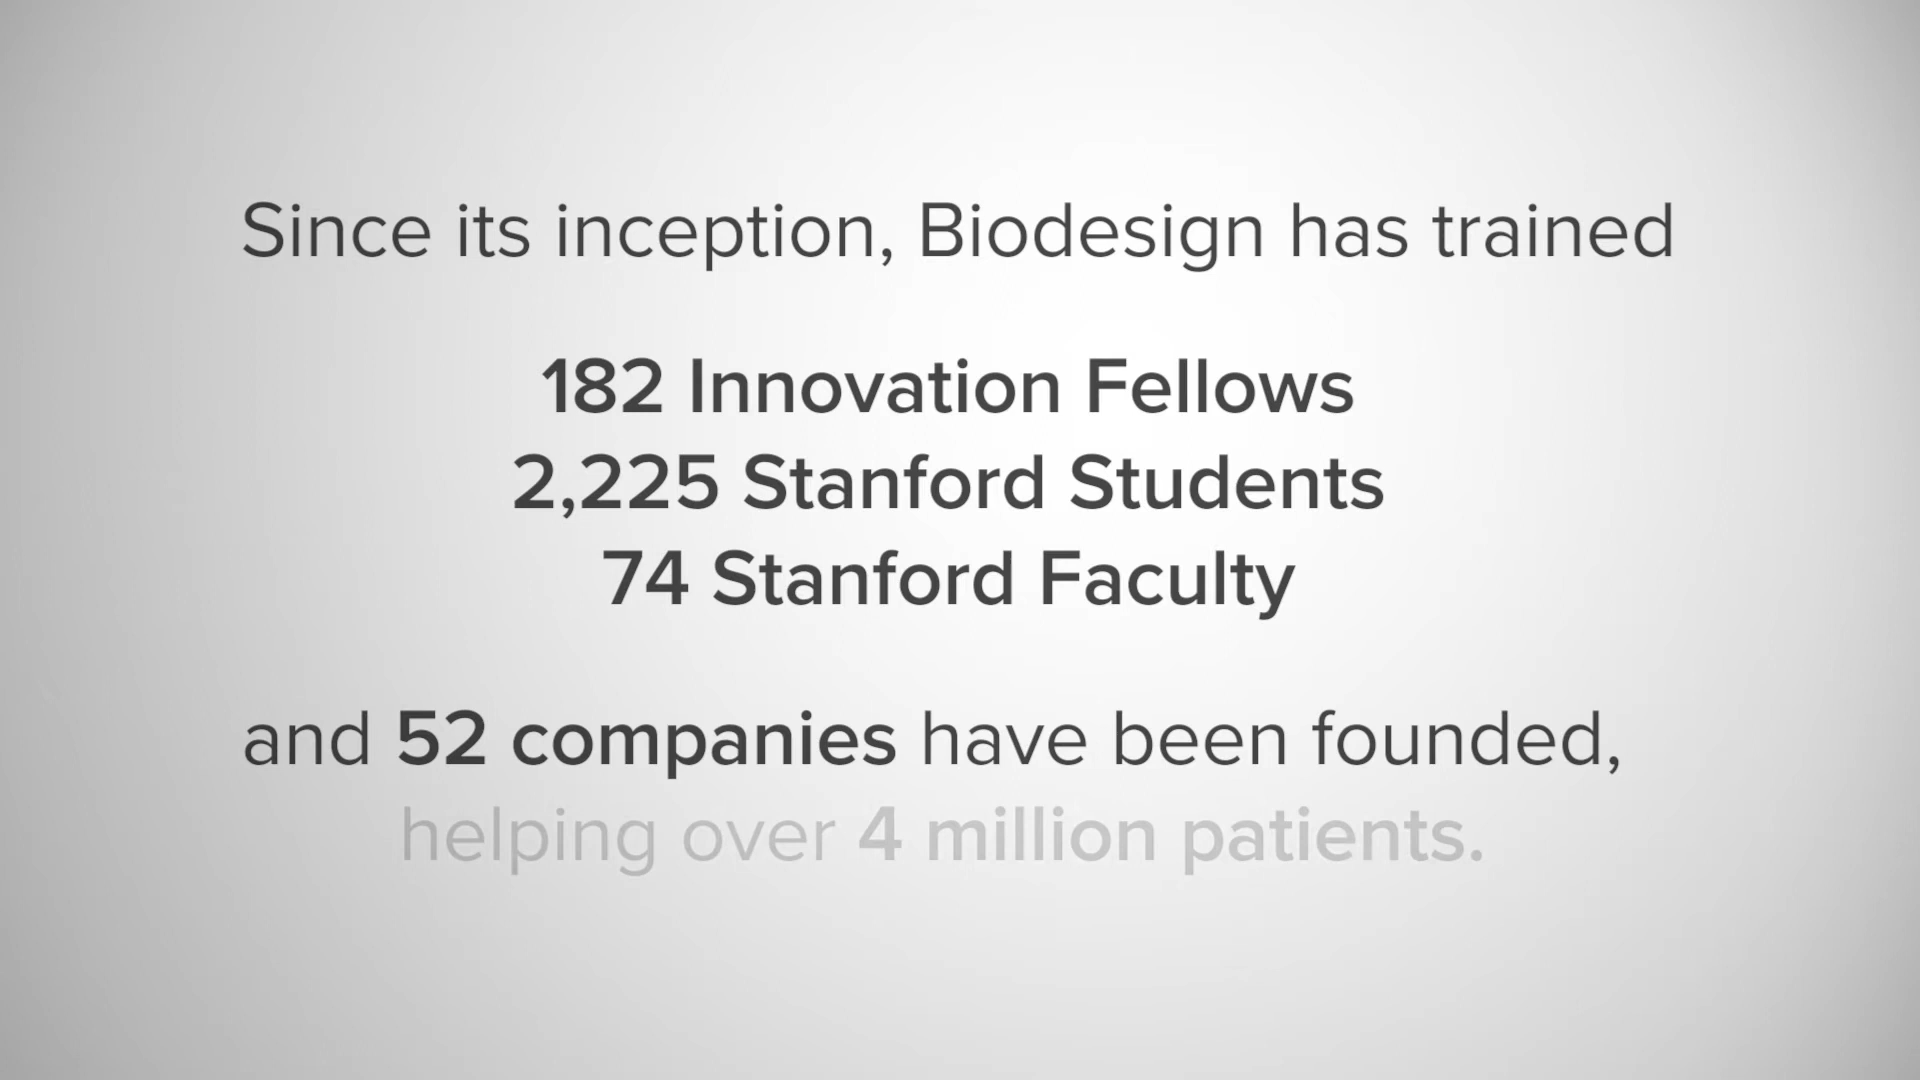 Since its inception, Biodesign has trained
182 Innovation Fellows
2,225 Stanford Students
74 Stanford Faculty
and 52 companies have been founded,
helping over 4 million patients.